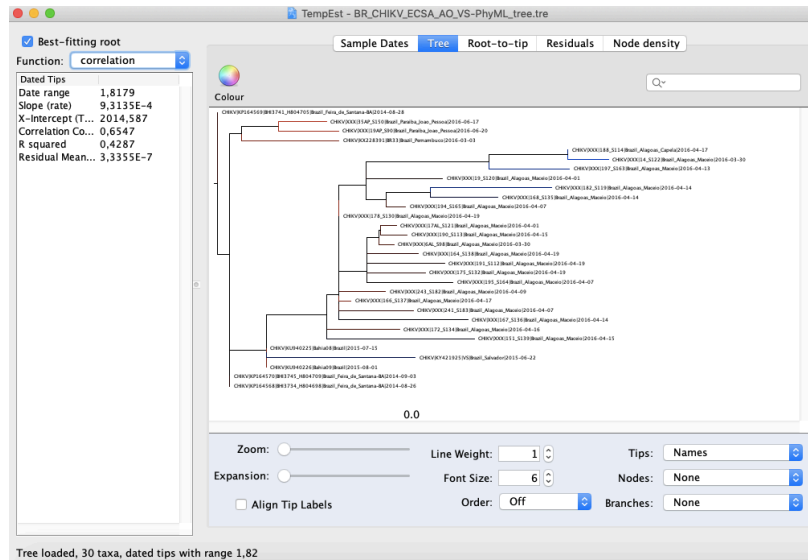 TempEst - BR_CHIKV_ECSA_AO_VS-PhyML_tree.tre
Best-fitting root
Function: correlation
Dated Tips
Date range 1,8179
Slope (rate) 9,3135E-4
X-Intercept (T... 2014,587
Correlation Co... 0,6547
R squared 0,4287
Residual Mean... 3,3355E-7
Sample Dates Tree Root-to-tip Residuals Node density
Colour
CHIKV|KP164569|BHI3741_H804705|Brazil_Feira_de_Santana-BA|2014-08-28
CHIKV|XXX|35AP_S150|Brazil_Paraiba_Joao_Pessoa|2016-06-17
CHIKV|XXX|39AP_S90|Brazil_Paraiba_Joao_Pessoa|2016-06-20
CHIKV|KX228391|BR33|Brazil_Pernambuco|2016-03-03
CHIKV|XXX|188_S114|Brazil_Alagoas_Capela|2016-04-17
CHIKV|XXX|14_S122|Brazil_Alagoas_Maceio|2016-03-30
CHIKV|XXX|197_S163|Brazil_Alagoas_Maceio|2016-04-13
CHIKV|XXX|19_S120|Brazil_Alagoas_Maceio|2016-04-01
CHIKV|XXX|182_S119|Brazil_Alagoas_Maceio|2016-04-14
CHIKV|XXX|168_S135|Brazil_Alagoas_Maceio|2016-04-14
CHIKV|XXX|194_S165|Brazil_Alagoas_Maceio|2016-04-07
CHIKV|XXX|178_S130|Brazil_Alagoas_Maceio|2016-04-19
CHIKV|XXX|17AL_S121|Brazil_Alagoas_Maceio|2016-04-01
CHIKV|XXX|190_S113|Brazil_Alagoas_Maceio|2016-04-15
CHIKV|XXX|6AL_S98|Brazil_Alagoas_Maceio|2016-03-30
CHIKV|XXX|164_S138|Brazil_Alagoas_Maceio|2016-04-19
CHIKV|XXX|191_S112|Brazil_Alagoas_Maceio|2016-04-19
CHIKV|XXX|175_S132|Brazil_Alagoas_Maceio|2016-04-19
CHIKV|XXX|195_S164|Brazil_Alagoas_Maceio|2016-04-07
CHIKV|XXX|243_S182|Brazil_Alagoas_Maceio|2016-04-09
CHIKV|XXX|166_S137|Brazil_Alagoas_Maceio|2016-04-17
CHIKV|XXX|241_S183|Brazil_Alagoas_Maceio|2016-04-07
CHIKV|XXX|167_S136|Brazil_Alagoas_Maceio|2016-04-14
CHIKV|XXX|172_S134|Brazil_Alagoas_Maceio|2016-04-16
CHIKV|XXX|151_S139|Brazil_Alagoas_Maceio|2016-04-15
CHIKV|KU940225|Bahia08|Brazil|2015-07-15
CHIKV|KY421925|VS|Brazil_Salvador|2015-06-22
CHIKV|KU940226|Bahia09|Brazil|2015-08-01
CHIKV|KP164570|BHI3745_H804709|Brazil_Feira_de_Santana-BA|2014-09-03
CHIKV|KP164568|BHI3734_H804698|Brazil_Feira_de_Santana-BA|2014-08-26
0.0
Zoom: Line Weight: 1 Tips: Names
Expansion: Font Size: 6 Nodes: None
Align Tip Labels Order: Off Branches: None
Tree loaded, 30 taxa, dated tips with range 1,82